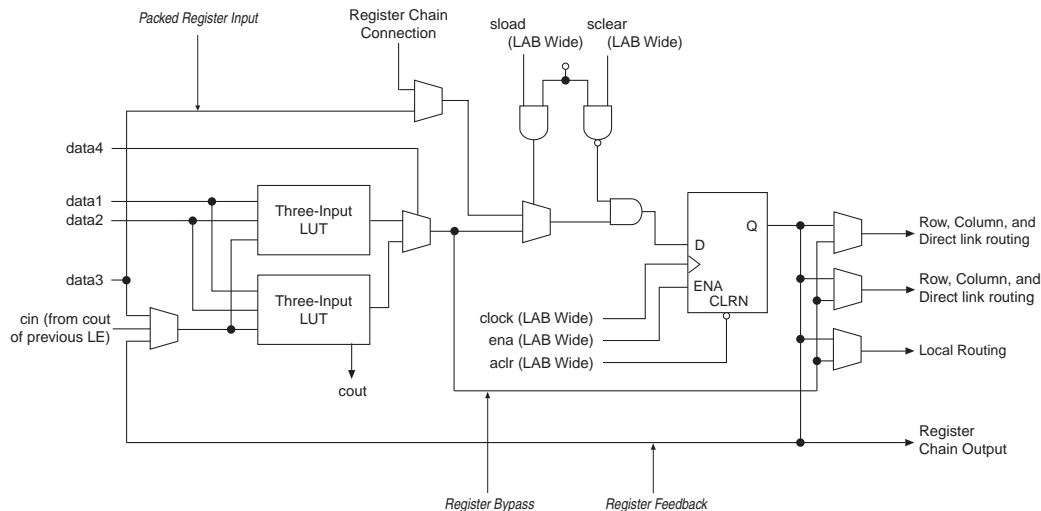 Packed Register Input
Register Chain
Connection
sload
(LAB Wide)
sclear
(LAB Wide)
data4
data1
data2
Three-Input
LUT
data3
Three-Input
LUT
cin (from cout
of previous LE)
cout
Q
D
ENA
CLRN
clock (LAB Wide)
ena (LAB Wide)
aclr (LAB Wide)
Row, Column, and
Direct link routing
Row, Column, and
Direct link routing
Local Routing
Register
Chain Output
Register Bypass
Register Feedback